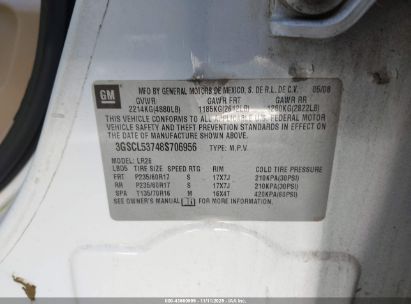 GM
MFD BY GENERAL MOTORS DE MEXICO, S. DE R.L. DE C.V. 05/08
GVWR GAWR FRT GAWR RR
2214KG(4880LB) 1185KG(2612LB) 1280KG(2822LB)
THIS VEHICLE CONFORMS TO ALL APPLICABLE U.S. FEDERAL MOTOR
VEHICLE SAFETY AND THEFT PREVENTION STANDARDS IN EFFECT ON
THE DATE OF MANUFACTURE SHOWN ABOVE.
3GSCL53748S706956 TYPE: M.P.V.
MODEL: LR26
TIRE SIZE SPEED RTG RIM
FRT P235/60R17 S 17X7J 210KPA(30PSI)
RR P235/60R17 S 17X7J 210KPA(30PSI)
SPA T135/70R16 M 16X4T 420KPA(60PSI)
SEE OWNER'S MANUAL FOR MORE INFORMATION.